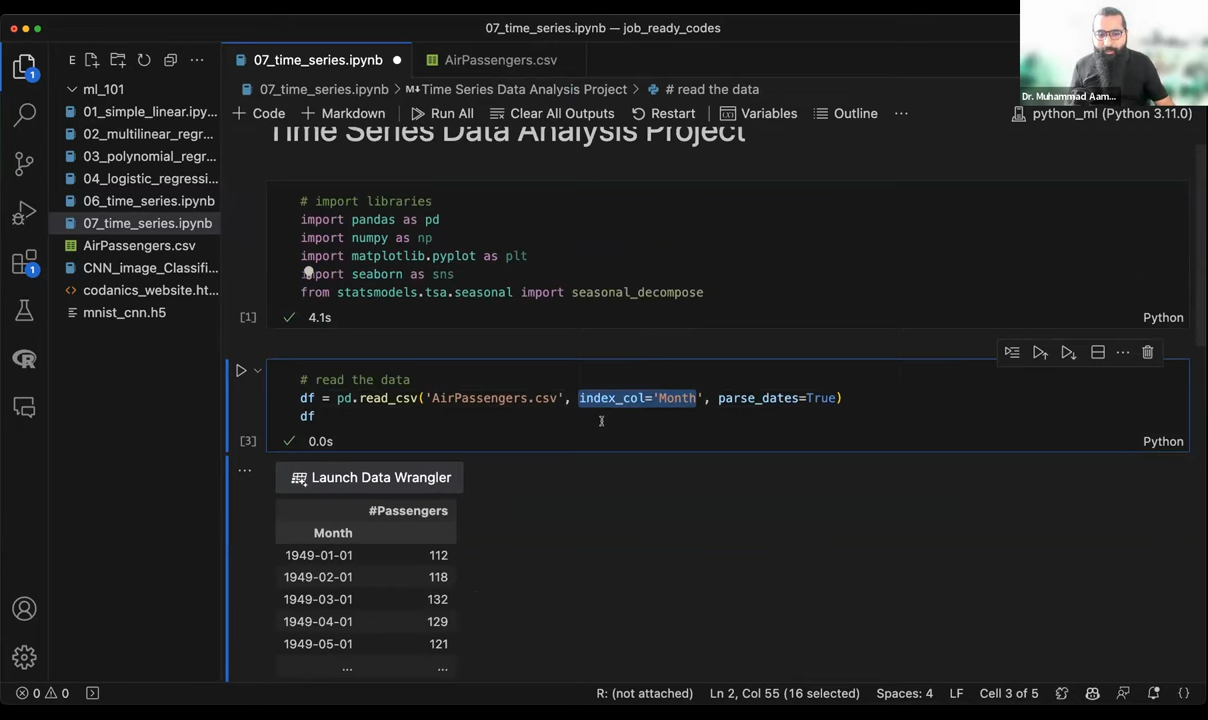 07_time_series.ipynb — job_ready_codes
Dr. Muhammad Aam...
E
1
07_time_series.ipynb
AirPassengers.csv
ml_101
01_simple_linear.ipy...
02_multilinear_regr...
03_polynomial_regr...
04_logistic_regressi...
06_time_series.ipynb
07_time_series.ipynb
AirPassengers.csv
CNN_image_Classifi...
codanics_website.ht...
mnist_cnn.h5
1
07_time_series.ipynb > Time Series Data Analysis Project > # read the data
+ Code + Markdown Run All Clear All Outputs Restart Variables Outline ...
python_ml (Python 3.11.0)
Time Series Data Analysis Project
# import libraries
import pandas as pd
import numpy as np
import matplotlib.pyplot as plt
import seaborn as sns
from statsmodels.tsa.seasonal import seasonal_decompose
[1] 4.1s Python
# read the data
df = pd.read_csv('AirPassengers.csv', index_col='Month', parse_dates=True)
df
[3] 0.0s Python
...
Launch Data Wrangler
#Passengers
Month
1949-01-01 112
1949-02-01 118
1949-03-01 132
1949-04-01 129
1949-05-01 121
... ...
0 0 R: (not attached) Ln 2, Col 55 (16 selected) Spaces: 4 LF Cell 3 of 5